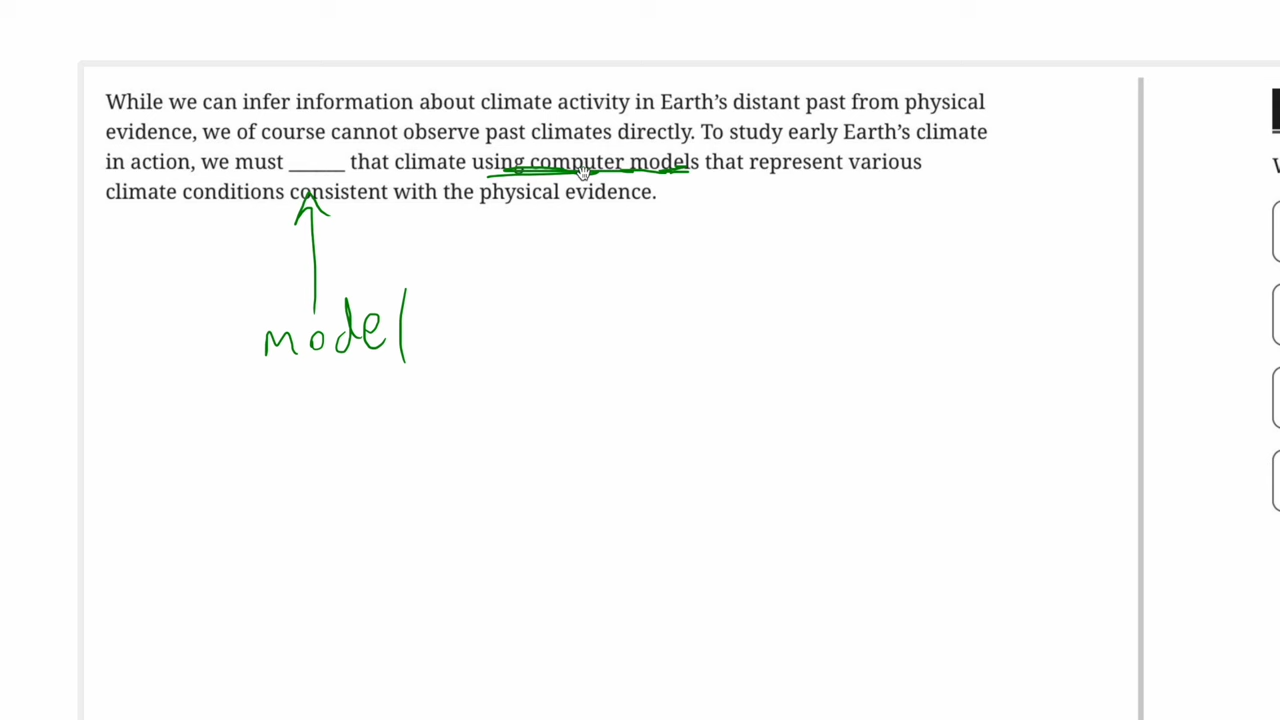 While we can infer information about climate activity in Earth's distant past from physical
evidence, we of course cannot observe past climates directly. To study early Earth's climate
in action, we must ______ that climate using computer models that represent various
climate conditions consistent with the physical evidence.
model